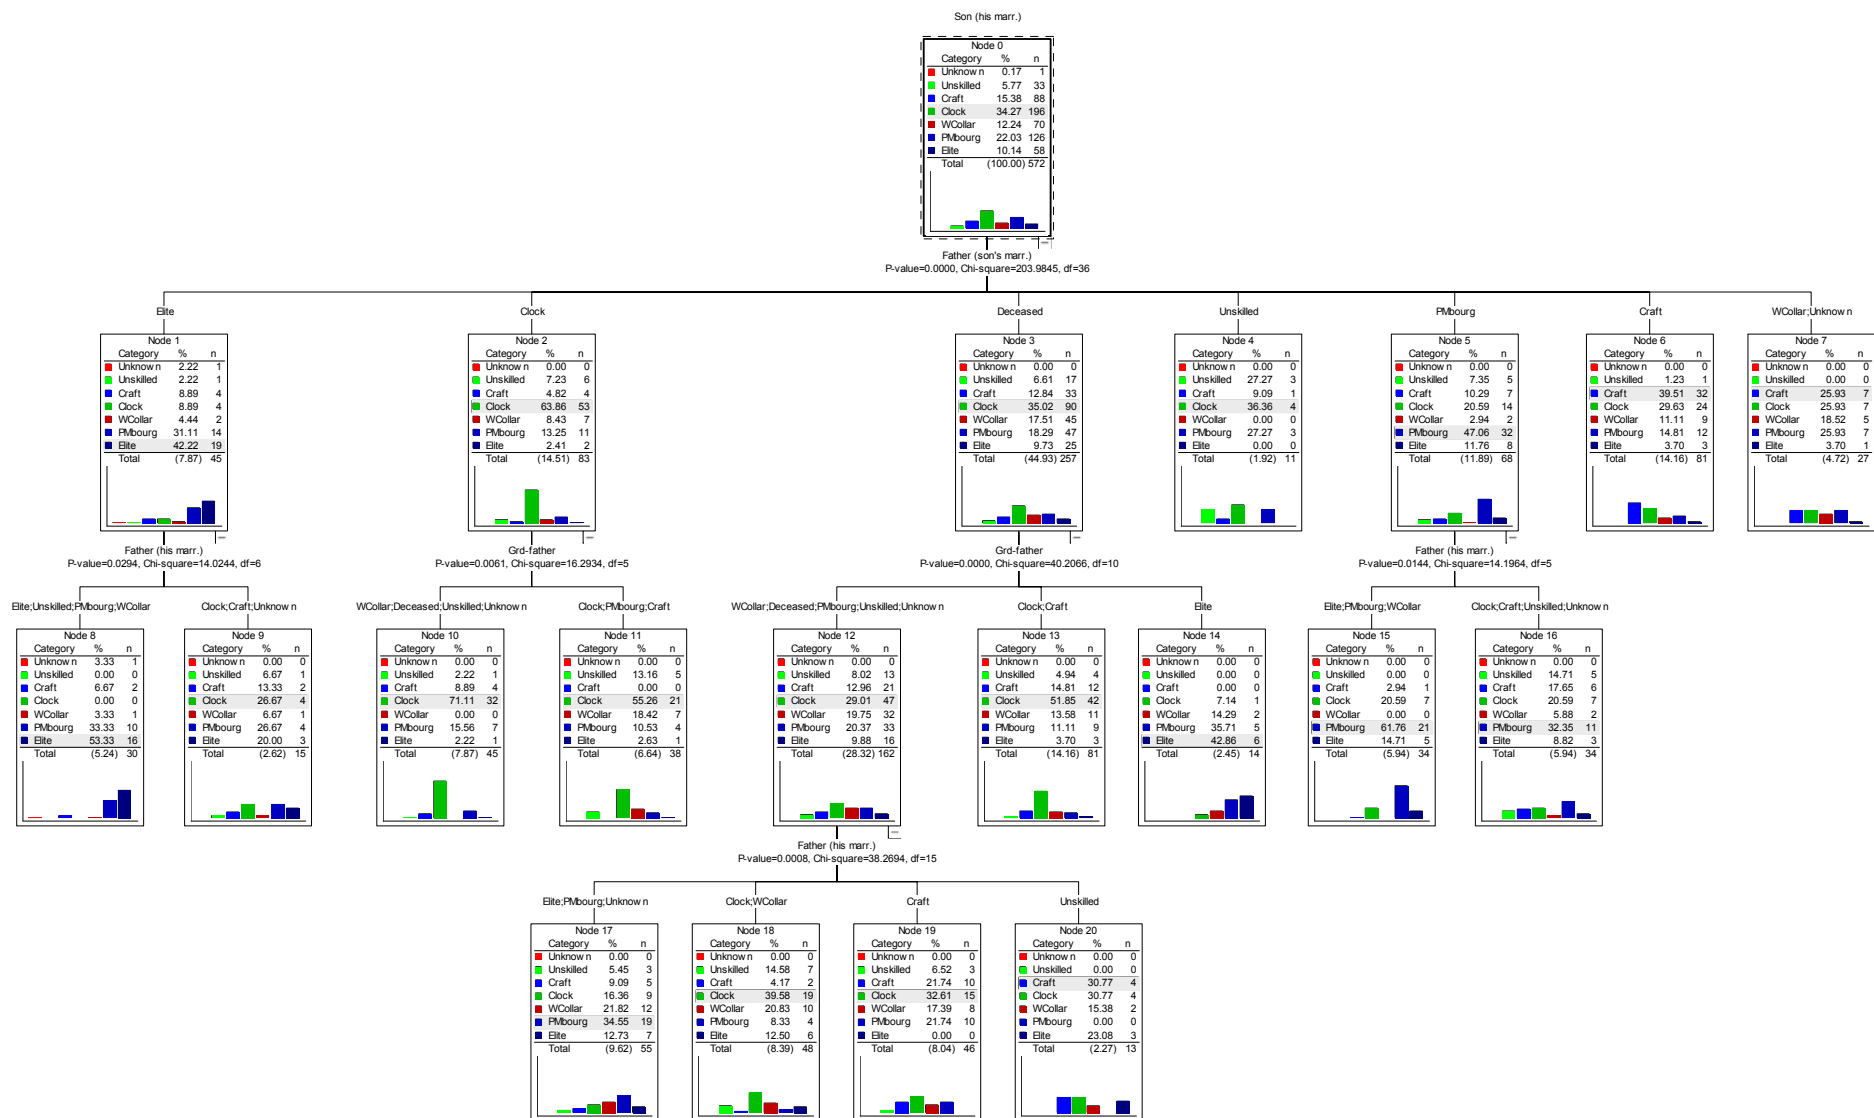 Son (his marr.)
Node 0
Category % n
Unknown 0.17 1
Unskilled 5.77 33
Craft 15.38 88
Clock 34.27 196
WCollar 12.24 70
PMbourg 22.03 126
Elite 10.14 58
Total (100.00) 572
Father (son's marr.)
P-value=0.0000, Chi-square=203.9845, df=36
Elite
Node 1
Category % n
Unknown 2.22 1
Unskilled 2.22 1
Craft 8.89 4
Clock 8.89 4
WCollar 4.44 2
PMbourg 31.11 14
Elite 42.22 19
Total (7.87) 45
Clock
Node 2
Category % n
Unknown 0.00 0
Unskilled 7.23 6
Craft 4.82 4
Clock 63.86 53
WCollar 8.43 7
PMbourg 13.25 11
Elite 2.41 2
Total (14.51) 83
Deceased
Node 3
Category % n
Unknown 0.00 0
Unskilled 6.61 17
Craft 12.84 33
Clock 35.02 90
WCollar 17.51 45
PMbourg 18.29 47
Elite 9.73 25
Total (44.93) 257
Unskilled
Node 4
Category % n
Unknown 0.00 0
Unskilled 27.27 3
Craft 9.09 1
Clock 36.36 4
WCollar 0.00 0
PMbourg 27.27 3
Elite 0.00 0
Total (1.92) 11
PMbourg
Node 5
Category % n
Unknown 0.00 0
Unskilled 7.35 5
Craft 10.29 7
Clock 20.59 14
WCollar 2.94 2
PMbourg 47.06 32
Elite 11.76 8
Total (11.89) 68
Craft
Node 6
Category % n
Unknown 0.00 0
Unskilled 1.23 1
Craft 39.51 32
Clock 29.63 24
WCollar 11.11 9
PMbourg 14.81 12
Elite 3.70 3
Total (14.16) 81
WCollar;Unknown
Node 7
Category % n
Unknown 0.00 0
Unskilled 0.00 0
Craft 25.93 7
Clock 25.93 7
WCollar 18.52 5
PMbourg 25.93 7
Elite 3.70 1
Total (4.72) 27
Father (his marr.)
P-value=0.0294, Chi-square=14.0244, df=6
Grd-father
P-value=0.0061, Chi-square=16.2934, df=5
Grd-father
P-value=0.0000, Chi-square=40.2066, df=10
Father (his marr.)
P-value=0.0144, Chi-square=14.1964, df=5
Elite;Unskilled;PMbourg;WCollar
Node 8
Category % n
Unknown 3.33 1
Unskilled 0.00 0
Craft 6.67 2
Clock 0.00 0
WCollar 3.33 1
PMbourg 33.33 10
Elite 53.33 16
Total (5.24) 30
Clock;Craft;Unknown
Node 9
Category % n
Unknown 0.00 0
Unskilled 6.67 1
Craft 13.33 2
Clock 26.67 4
WCollar 6.67 1
PMbourg 26.67 4
Elite 20.00 3
Total (2.62) 15
WCollar;Deceased;Unskilled;Unknown
Node 10
Category % n
Unknown 0.00 0
Unskilled 2.22 1
Craft 8.89 4
Clock 71.11 32
WCollar 0.00 0
PMbourg 15.56 7
Elite 2.22 1
Total (7.87) 45
Clock;PMbourg;Craft
Node 11
Category % n
Unknown 0.00 0
Unskilled 13.16 5
Craft 0.00 0
Clock 55.26 21
WCollar 18.42 7
PMbourg 10.53 4
Elite 2.63 1
Total (6.64) 38
WCollar;Deceased;PMbourg;Unskilled;Unknown
Node 12
Category % n
Unknown 0.00 0
Unskilled 8.02 13
Craft 12.96 21
Clock 29.01 47
WCollar 19.75 32
PMbourg 20.37 33
Elite 9.88 16
Total (28.32) 162
Clock;Craft
Node 13
Category % n
Unknown 0.00 0
Unskilled 4.94 4
Craft 14.81 12
Clock 51.85 42
WCollar 13.58 11
PMbourg 11.11 9
Elite 3.70 3
Total (14.16) 81
Elite
Node 14
Category % n
Unknown 0.00 0
Unskilled 0.00 0
Craft 0.00 0
Clock 7.14 1
WCollar 14.29 2
PMbourg 35.71 5
Elite 42.86 6
Total (2.45) 14
Elite;PMbourg;WCollar
Node 15
Category % n
Unknown 0.00 0
Unskilled 0.00 0
Craft 2.94 1
Clock 20.59 7
WCollar 0.00 0
PMbourg 61.76 21
Elite 14.71 5
Total (5.94) 34
Clock;Craft;Unskilled;Unknown
Node 16
Category % n
Unknown 0.00 0
Unskilled 14.71 5
Craft 17.65 6
Clock 20.59 7
WCollar 5.88 2
PMbourg 32.35 11
Elite 8.82 3
Total (5.94) 34
Father (his marr.)
P-value=0.0008, Chi-square=38.2694, df=15
Elite;PMbourg;Unknown
Node 17
Category % n
Unknown 0.00 0
Unskilled 5.45 3
Craft 9.09 5
Clock 16.36 9
WCollar 21.82 12
PMbourg 34.55 19
Elite 12.73 7
Total (9.62) 55
Clock;WCollar
Node 18
Category % n
Unknown 0.00 0
Unskilled 14.58 7
Craft 4.17 2
Clock 39.58 19
WCollar 20.83 10
PMbourg 8.33 4
Elite 12.50 6
Total (8.39) 48
Craft
Node 19
Category % n
Unknown 0.00 0
Unskilled 6.52 3
Craft 21.74 10
Clock 32.61 15
WCollar 17.39 8
PMbourg 21.74 10
Elite 0.00 0
Total (8.04) 46
Unskilled
Node 20
Category % n
Unknown 0.00 0
Unskilled 0.00 0
Craft 30.77 4
Clock 30.77 4
WCollar 15.38 2
PMbourg 0.00 0
Elite 23.08 3
Total (2.27) 13